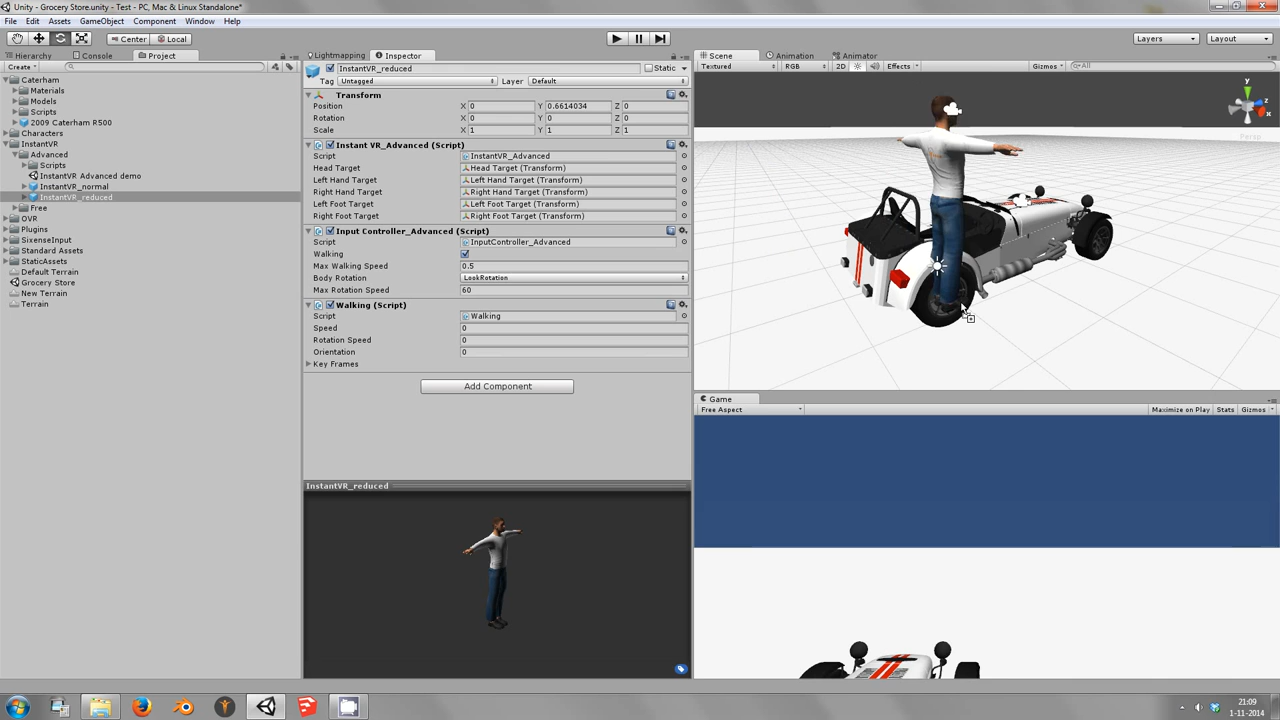 Unity - Grocery Store.unity - Test - PC, Mac & Linux Standalone*
File Edit Assets GameObject Component Window Help
Center Local Layers Layout
Hierarchy Console Project
Create
Caterham
Materials
Models
Scripts
2009 Caterham R500
Characters
InstantVR
Advanced
Scripts
InstantVR Advanced demo
InstantVR_normal
InstantVR_reduced
Free
OVR
Plugins
SixenseInput
Standard Assets
StaticAssets
Default Terrain
Grocery Store
New Terrain
Terrain
Lightmapping Inspector
InstantVR_reduced Static
Tag Untagged Layer Default
Transform
Position X 0 Y 0.6614034 Z 0
Rotation X 0 Y 0 Z 0
Scale X 1 Y 1 Z 1
Instant VR_Advanced (Script)
Script InstantVR_Advanced
Head Target Head Target (Transform)
Left Hand Target Left Hand Target (Transform)
Right Hand Target Right Hand Target (Transform)
Left Foot Target Left Foot Target (Transform)
Right Foot Target Right Foot Target (Transform)
Input Controller_Advanced (Script)
Script InputController_Advanced
Walking
Max Walking Speed 0.5
Body Rotation LookRotation
Max Rotation Speed 60
Walking (Script)
Script Walking
Speed 0
Rotation Speed 0
Orientation 0
Key Frames
Add Component
InstantVR_reduced
Scene Animation Animator
Textured RGB 2D Effects Gizmos All
y
x
z
Persp
Game
Free Aspect Maximize on Play Stats Gizmos
21:09
1-11-2014